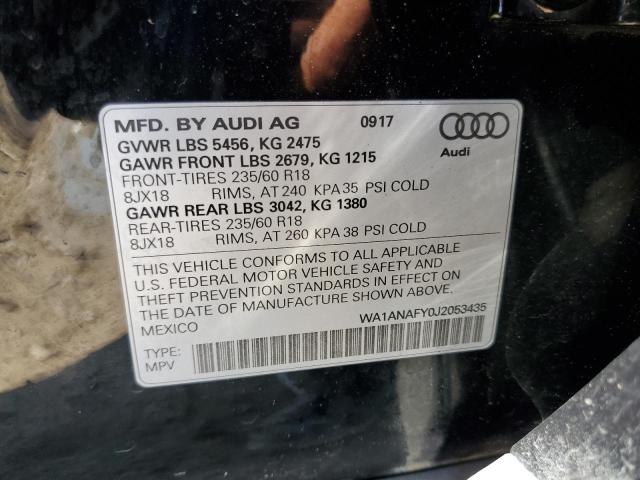 MFD. BY AUDI AG 0917
GVWR LBS 5456, KG 2475
GAWR FRONT LBS 2679, KG 1215
FRONT-TIRES 235/60 R18
8JX18 RIMS, AT 240 KPA 35 PSI COLD
GAWR REAR LBS 3042, KG 1380
REAR-TIRES 235/60 R18
8JX18 RIMS, AT 260 KPA 38 PSI COLD
Audi
THIS VEHICLE CONFORMS TO ALL APPLICABLE
U.S. FEDERAL MOTOR VEHICLE SAFETY AND
THEFT PREVENTION STANDARDS IN EFFECT ON
THE DATE OF MANUFACTURE SHOWN ABOVE.
MEXICO
WA1ANAFY0J2053435
TYPE:
MPV